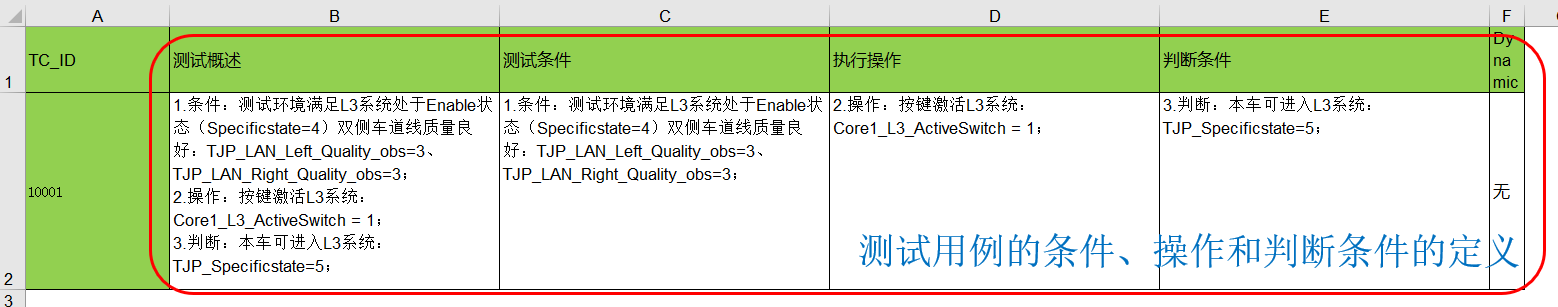 A B C D E F
1 TC_ID 测试概述 测试条件 执行操作 判断条件 Dy
na
mic
2 10001
1.条件：测试环境满足L3系统处于Enable状
态（Specificstate=4）双侧车道线质量良
好：TJP_LAN_Left_Quality_obs=3、
TJP_LAN_Right_Quality_obs=3；
2.操作：按键激活L3系统：
Core1_L3_ActiveSwitch = 1；
3.判断：本车可进入L3系统：
TJP_Specificstate=5；
1.条件：测试环境满足L3系统处于Enable状
态（Specificstate=4）双侧车道线质量良
好：TJP_LAN_Left_Quality_obs=3、
TJP_LAN_Right_Quality_obs=3；
2.操作：按键激活L3系统：
Core1_L3_ActiveSwitch = 1；
3.判断：本车可进入L3系统：
TJP_Specificstate=5；
无
测试用例的条件、操作和判断条件的定义
3